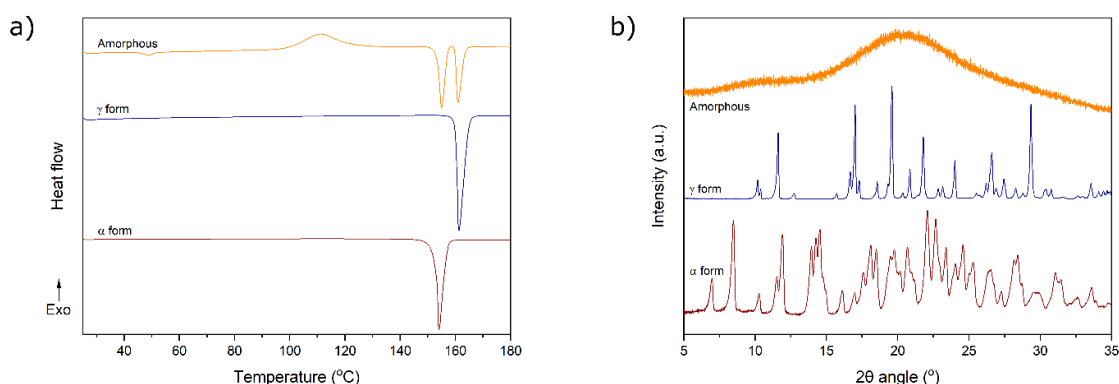 a)
Amorphous
γ form
α form
Heat flow
Exo
40 60 80 100 120 140 160 180
Temperature (°C)
b)
Amorphous
γ form
α form
Intensity (a.u.)
5 10 15 20 25 30 35
2θ angle (°)